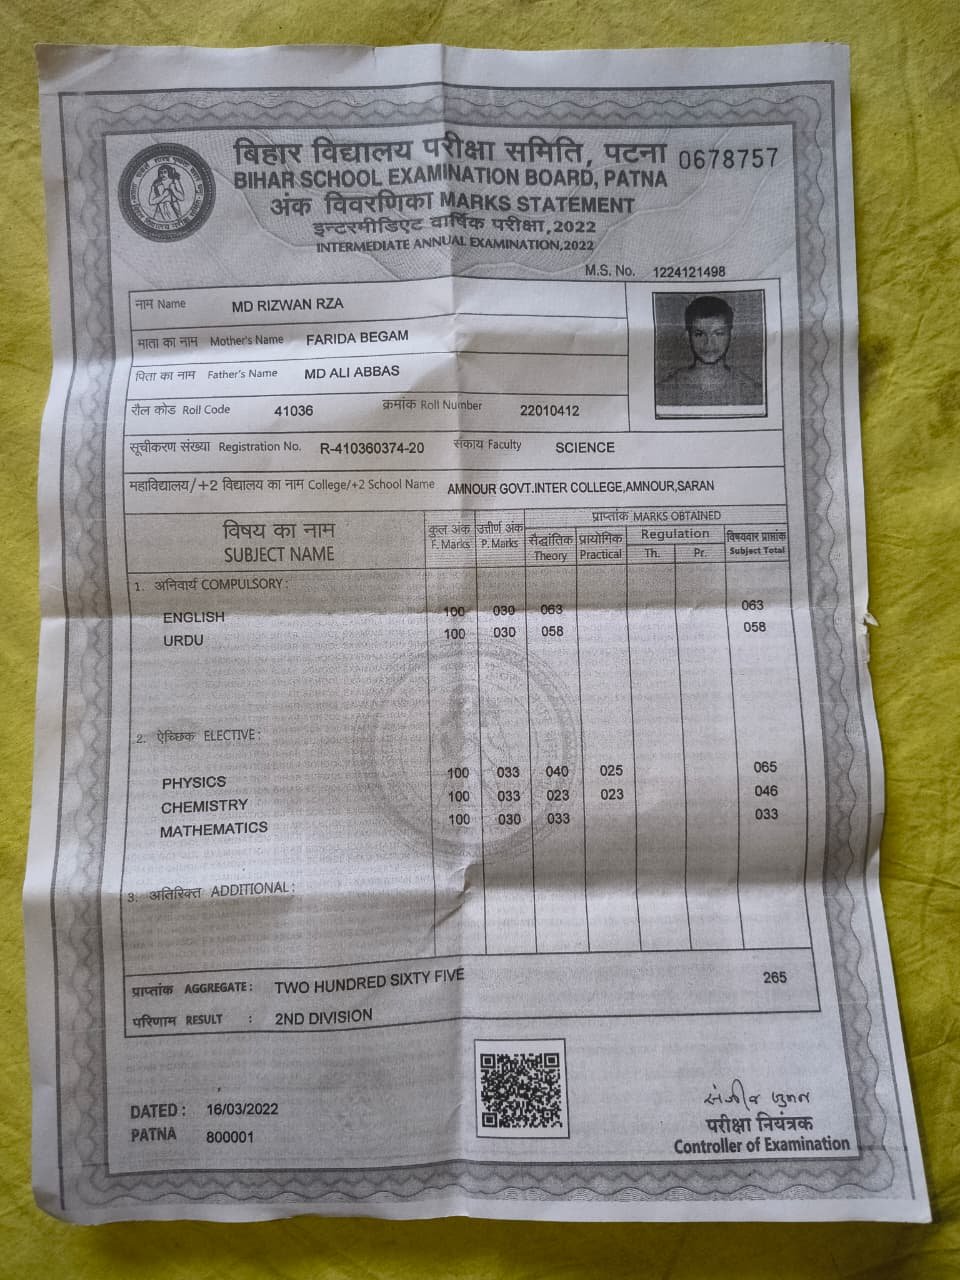 बिहार विद्यालय परीक्षा समिति, पटना 0678757
BIHAR SCHOOL EXAMINATION BOARD, PATNA
अंक विवरणिका MARKS STATEMENT
इन्टरमीडिएट वार्षिक परीक्षा,2022
INTERMEDIATE ANNUAL EXAMINATION,2022
M.S. No. 1224121498
नाम Name MD RIZWAN RZA
माता का नाम Mother's Name FARIDA BEGAM
पिता का नाम Father's Name MD ALI ABBAS
रौल कोड Roll Code 41036 क्रमांक Roll Number 22010412
सूचीकरण संख्या Registration No. R-410360374-20 संकाय Faculty SCIENCE
महाविद्यालय/+2 विद्यालय का नाम College/+2 School Name AMNOUR GOVT.INTER COLLEGE,AMNOUR,SARAN
विषय का नाम कुल अंक उत्तीर्ण अंक प्राप्तांक MARKS OBTAINED
SUBJECT NAME F. Marks P. Marks सैद्धांतिक प्रायोगिक Regulation विषयवार प्राप्तांक
Theory Practical Th. Pr. Subject Total
1. अनिवार्य COMPULSORY:
ENGLISH 100 030 063 063
URDU 100 030 058 058
2. ऐच्छिक ELECTIVE:
PHYSICS 100 033 040 025 065
CHEMISTRY 100 033 023 023 046
MATHEMATICS 100 030 033 033
3. अतिरिक्त ADDITIONAL:
प्राप्तांक AGGREGATE: TWO HUNDRED SIXTY FIVE 265
परिणाम RESULT : 2ND DIVISION
DATED: 16/03/2022
PATNA 800001
परीक्षा नियंत्रक
Controller of Examination